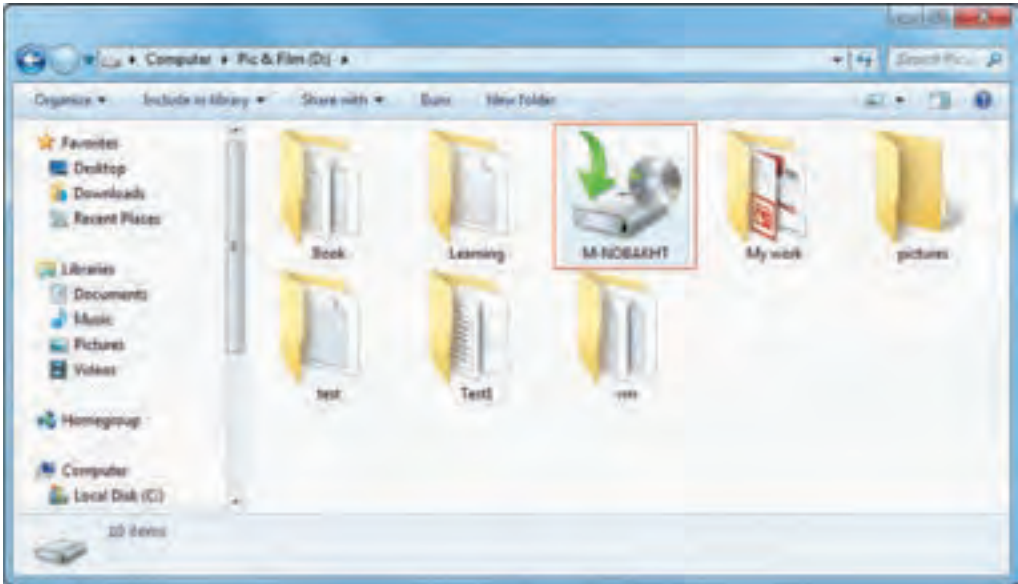 Computer ▸ Pic & Film (D:) ▸
Organize Include in library Share with Burn New folder
Favorites
Desktop
Downloads
Recent Places
Libraries
Documents
Music
Pictures
Videos
Homegroup
Computer
Local Disk (C:)
Book Learning M-NOBAKHT My work pictures
test Test1
10 items